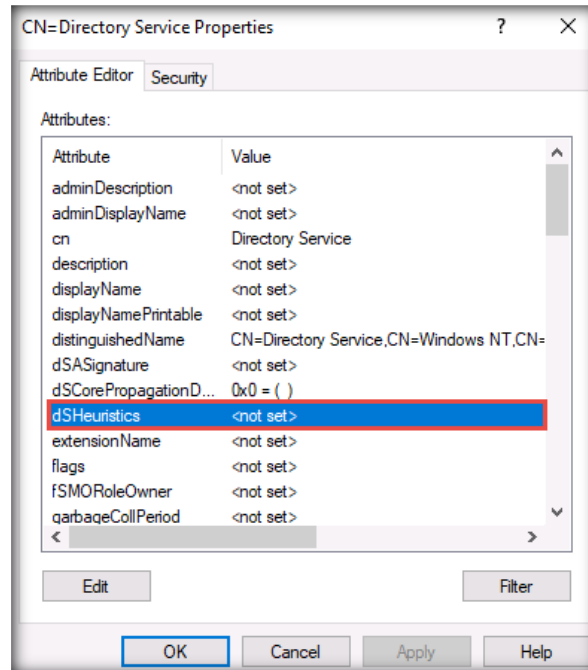 CN=Directory Service Properties ? X
Attribute Editor Security
Attributes:
Attribute Value
adminDescription <not set>
adminDisplayName <not set>
cn Directory Service
description <not set>
displayName <not set>
displayNamePrintable <not set>
distinguishedName CN=Directory Service,CN=Windows NT,CN=
dSASignature <not set>
dSCorePropagationD... 0x0 = ( )
dSHeuristics <not set>
extensionName <not set>
flags <not set>
fSMORoleOwner <not set>
garbageCollPeriod <not set>
Edit Filter
OK Cancel Apply Help